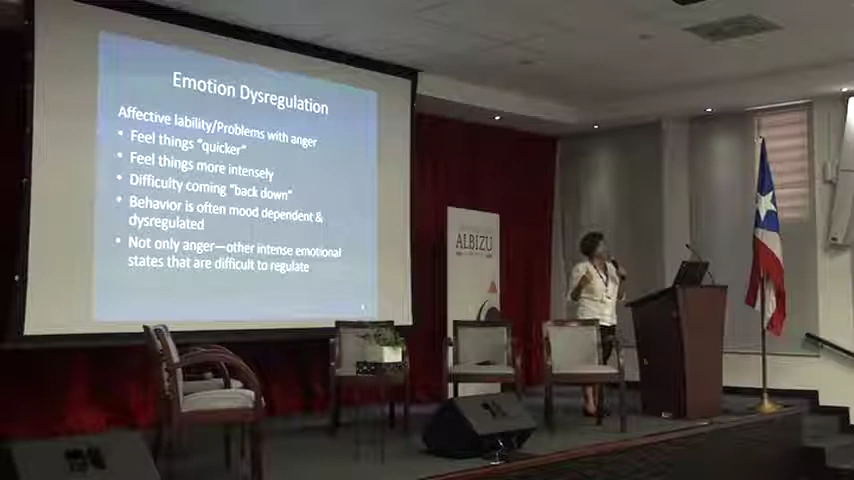 Emotion Dysregulation
Affective lability/Problems with anger
• Feel things "quicker"
• Feel things more intensely
• Difficulty coming "back down"
• Behavior is often mood dependent &
dysregulated
• Not only anger—other intense emotional
states that are difficult to regulate
ALBIZU